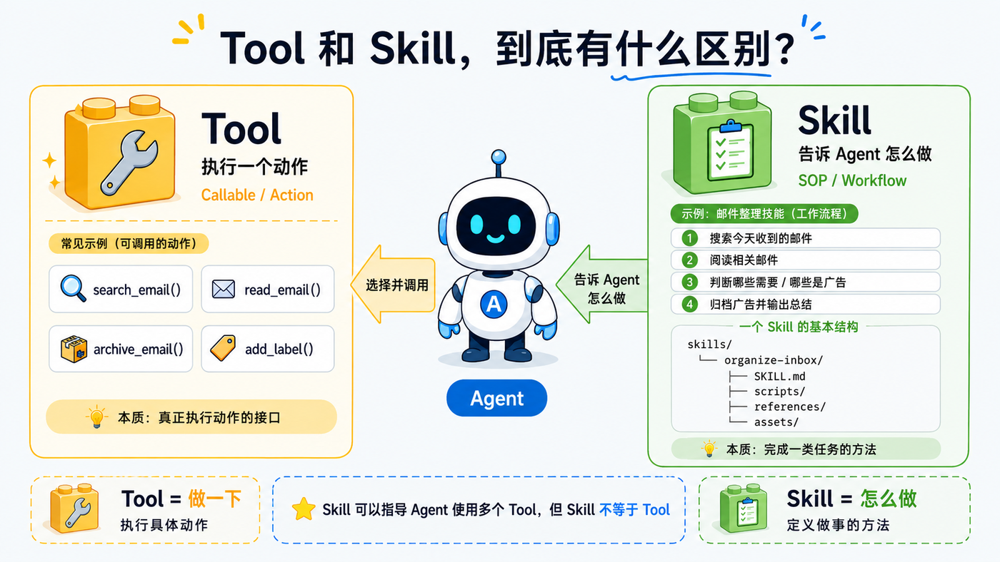 Tool 和 Skill，到底有什么区别？
Tool
执行一个动作
Callable / Action
常见示例（可调用的动作）
search_email()
read_email()
archive_email()
add_label()
本质：真正执行动作的接口
选择并调用
A
Agent
告诉 Agent
怎么做
Skill
告诉 Agent 怎么做
SOP / Workflow
示例：邮件整理技能（工作流程）
1 搜索今天收到的邮件
2 阅读相关邮件
3 判断哪些需要 / 哪些是广告
4 归档广告并输出总结
一个 Skill 的基本结构
skills/
└── organize-inbox/
├── SKILL.md
├── scripts/
├── references/
└── assets/
本质：完成一类任务的方法
Tool = 做一下
执行具体动作
Skill 可以指导 Agent 使用多个 Tool，但 Skill 不等于 Tool
Skill = 怎么做
定义做事的方法